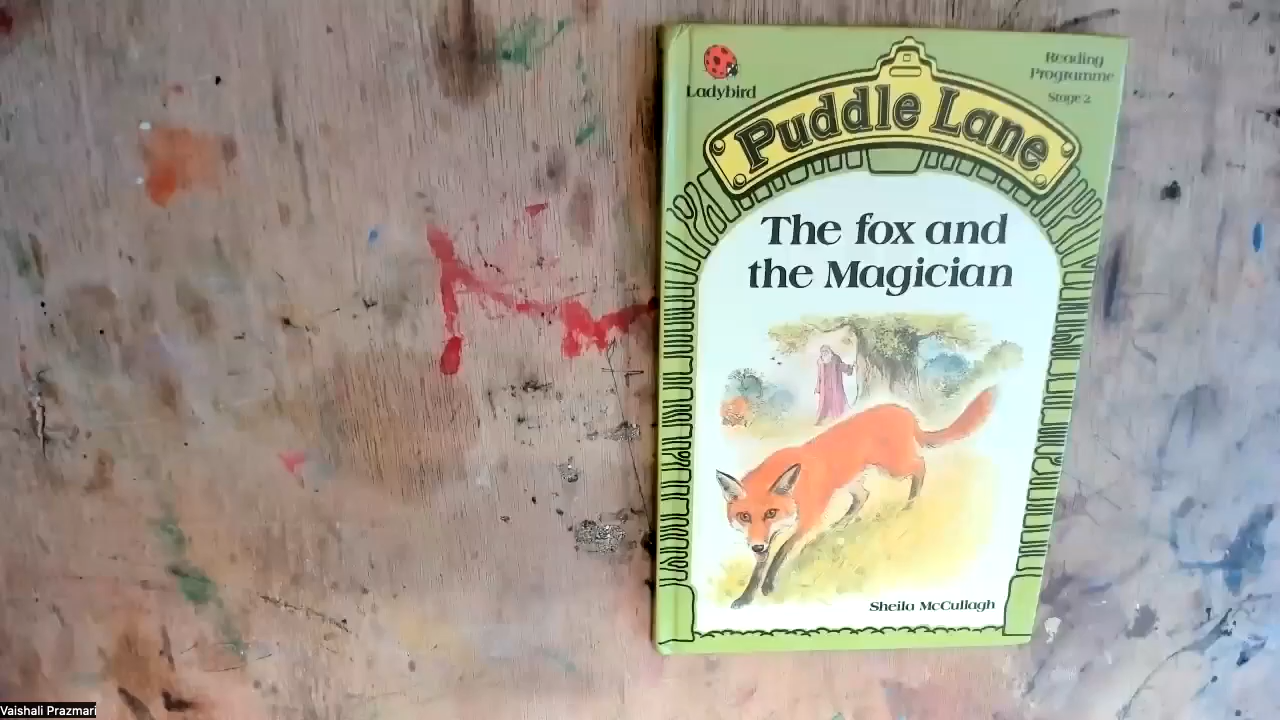 Ladybird
Reading
Programme
Stage 2
Puddle Lane
The fox and
the Magician
Sheila McCullagh
Vaishali Prazmari